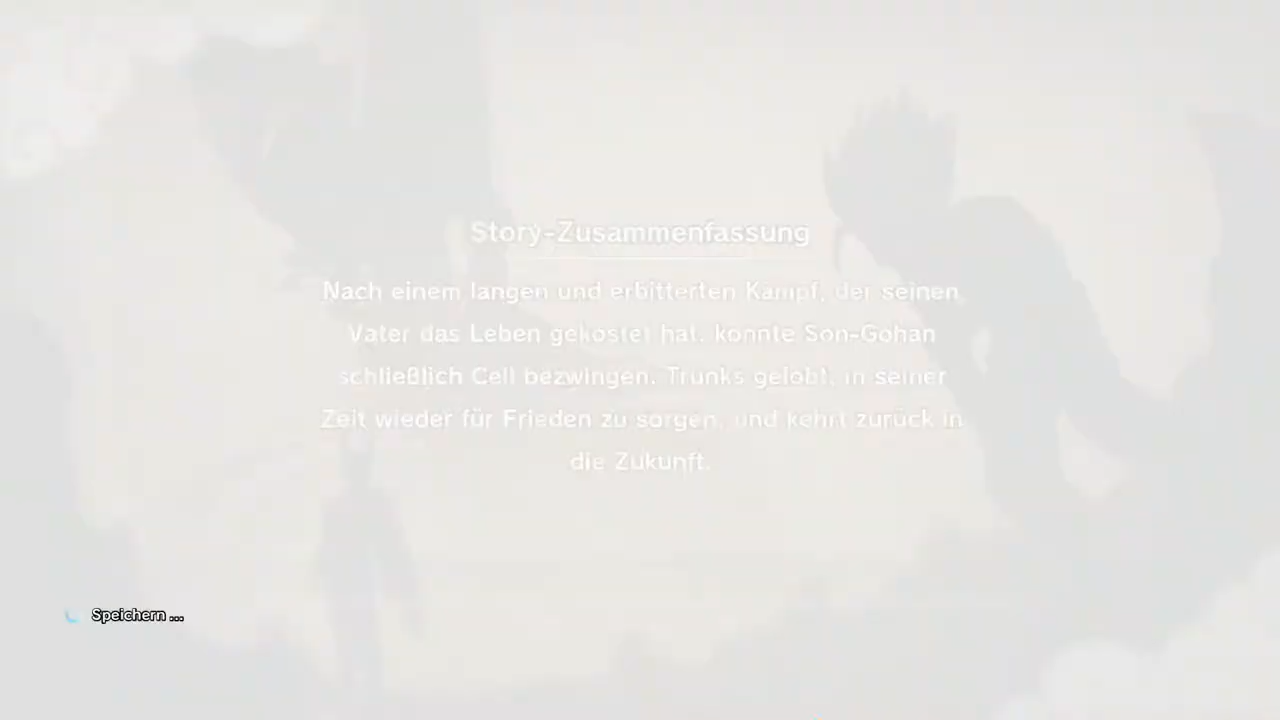 Story-Zusammenfassung
Nach einem langen und erbitterten Kampf, der seinen
Vater das Leben gekostet hat, konnte Son-Gohan
schließlich Cell bezwingen. Trunks gelobt, in seiner
Zeit wieder für Frieden zu sorgen, und kehrt zurück in
die Zukunft.
Speichern ...